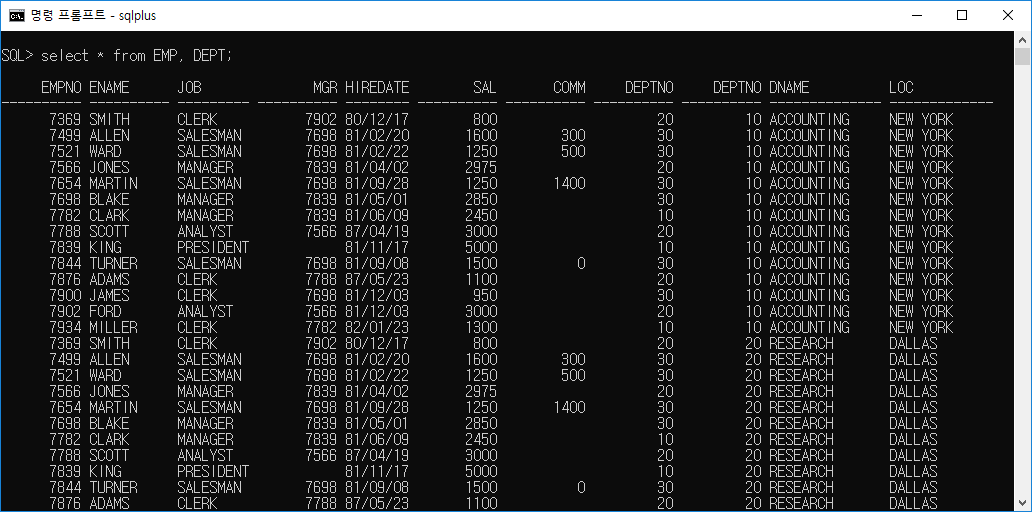 명령 프롬프트 - sqlplus
SQL> select * from EMP, DEPT;
EMPNO ENAME JOB MGR HIREDATE SAL COMM DEPTNO DEPTNO DNAME LOC
---------- ---------- --------- ---------- -------- ---------- ---------- ---------- ---------- -------------- -------------
7369 SMITH CLERK 7902 80/12/17 800 20 10 ACCOUNTING NEW YORK
7499 ALLEN SALESMAN 7698 81/02/20 1600 300 30 10 ACCOUNTING NEW YORK
7521 WARD SALESMAN 7698 81/02/22 1250 500 30 10 ACCOUNTING NEW YORK
7566 JONES MANAGER 7839 81/04/02 2975 20 10 ACCOUNTING NEW YORK
7654 MARTIN SALESMAN 7698 81/09/28 1250 1400 30 10 ACCOUNTING NEW YORK
7698 BLAKE MANAGER 7839 81/05/01 2850 30 10 ACCOUNTING NEW YORK
7782 CLARK MANAGER 7839 81/06/09 2450 10 10 ACCOUNTING NEW YORK
7788 SCOTT ANALYST 7566 87/04/19 3000 20 10 ACCOUNTING NEW YORK
7839 KING PRESIDENT 81/11/17 5000 10 10 ACCOUNTING NEW YORK
7844 TURNER SALESMAN 7698 81/09/08 1500 0 30 10 ACCOUNTING NEW YORK
7876 ADAMS CLERK 7788 87/05/23 1100 20 10 ACCOUNTING NEW YORK
7900 JAMES CLERK 7698 81/12/03 950 30 10 ACCOUNTING NEW YORK
7902 FORD ANALYST 7566 81/12/03 3000 20 10 ACCOUNTING NEW YORK
7934 MILLER CLERK 7782 82/01/23 1300 10 10 ACCOUNTING NEW YORK
7369 SMITH CLERK 7902 80/12/17 800 20 20 RESEARCH DALLAS
7499 ALLEN SALESMAN 7698 81/02/20 1600 300 30 20 RESEARCH DALLAS
7521 WARD SALESMAN 7698 81/02/22 1250 500 30 20 RESEARCH DALLAS
7566 JONES MANAGER 7839 81/04/02 2975 20 20 RESEARCH DALLAS
7654 MARTIN SALESMAN 7698 81/09/28 1250 1400 30 20 RESEARCH DALLAS
7698 BLAKE MANAGER 7839 81/05/01 2850 30 20 RESEARCH DALLAS
7782 CLARK MANAGER 7839 81/06/09 2450 10 20 RESEARCH DALLAS
7788 SCOTT ANALYST 7566 87/04/19 3000 20 20 RESEARCH DALLAS
7839 KING PRESIDENT 81/11/17 5000 10 20 RESEARCH DALLAS
7844 TURNER SALESMAN 7698 81/09/08 1500 0 30 20 RESEARCH DALLAS
7876 ADAMS CLERK 7788 87/05/23 1100 20 20 RESEARCH DALLAS